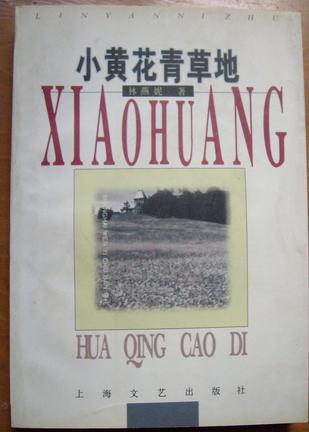 LINYANNIZHU
小黄花青草地
林燕妮 著
XIAOHUANG
HUA QING CAO DI
上海文艺出版社